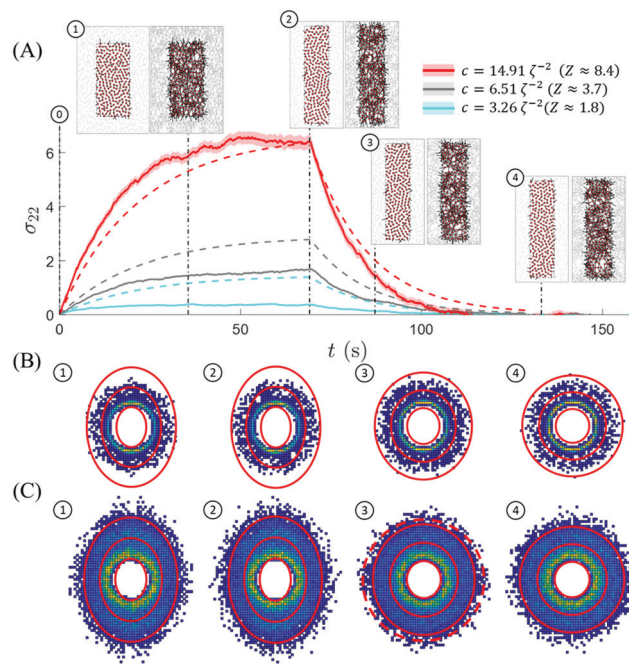 (A)
①
②
c = 14.91 ζ⁻² (Z ≈ 8.4)
c = 6.51 ζ⁻² (Z ≈ 3.7)
c = 3.26 ζ⁻²(Z ≈ 1.8)
⓪
③
④
6
4
2
0
σ₂₂
0
50
100
150
t (s)
(B)
①
②
③
④
(C)
①
②
③
④